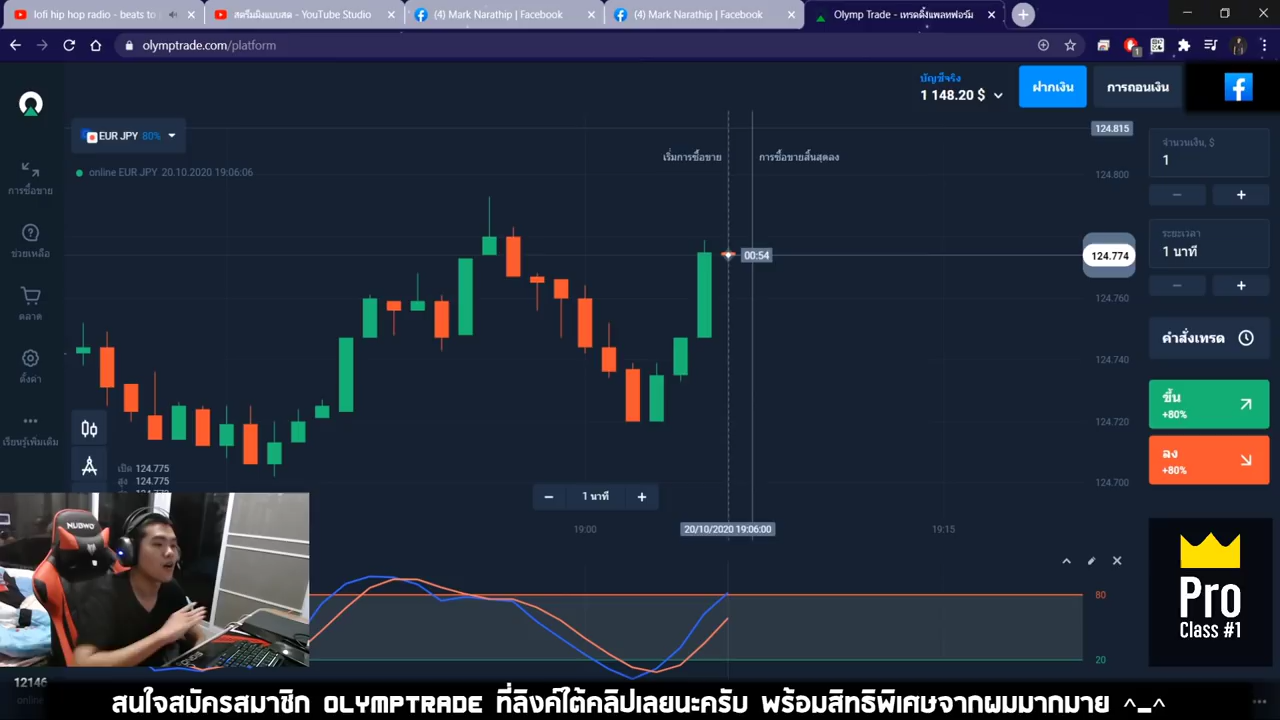 lofi hip hop radio - beats to
สตรีมมิงแบบสด - YouTube Studio
(4) Mark Narathip | Facebook
(4) Mark Narathip | Facebook
Olymp Trade - เทรดดิ้งแพลทฟอร์ม
olymptrade.com/platform
1
บัญชีจริง
1 148.20 $
ฝากเงิน
การถอนเงิน
EUR JPY 80%
124.815
เริ่มการซื้อขาย
การซื้อขายสิ้นสุดลง
online EUR JPY 20.10.2020 19:06:06
124.800
จำนวนเงิน, $
1
การซื้อขาย
ช่วยเหลือ
ตลาด
ตั้งค่า
เรียนรู้เพิ่มเติม
00:54
124.774
ระยะเวลา
1 นาที
124.760
124.740
124.720
124.700
คำสั่งเทรด
ขึ้น
+80%
ลง
+80%
เปิด 124.775
สูง 124.775
1 นาที
19:00
20/10/2020 19:06:00
19:15
80
20
NUBWO
Pro
Class #1
12146
online
สนใจสมัครสมาชิก OLYMPTRADE ที่ลิงค์ใต้คลิปเลยนะครับ พร้อมสิทธิพิเศษจากผมมากมาย ^_^